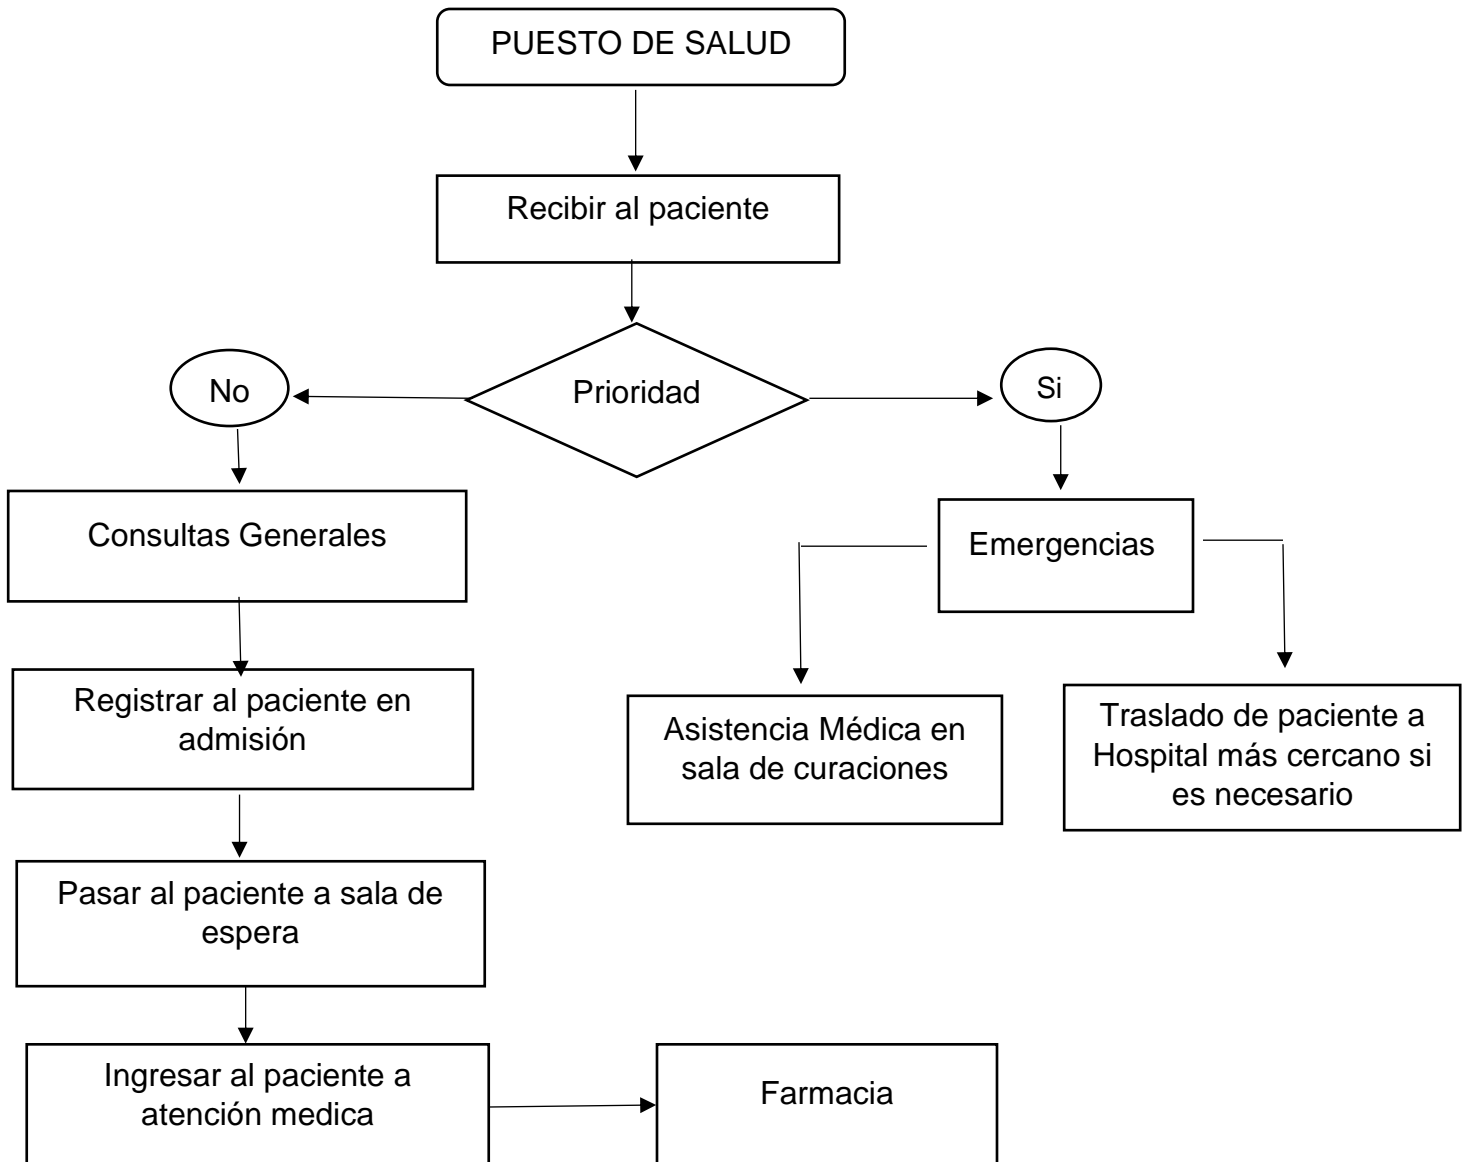 PUESTO DE SALUD
Recibir al paciente
Prioridad
No
Si
Consultas Generales
Emergencias
Registrar al paciente en
admisión
Asistencia Médica en
sala de curaciones
Traslado de paciente a
Hospital más cercano si
es necesario
Pasar al paciente a sala de
espera
Ingresar al paciente a
atención medica
Farmacia